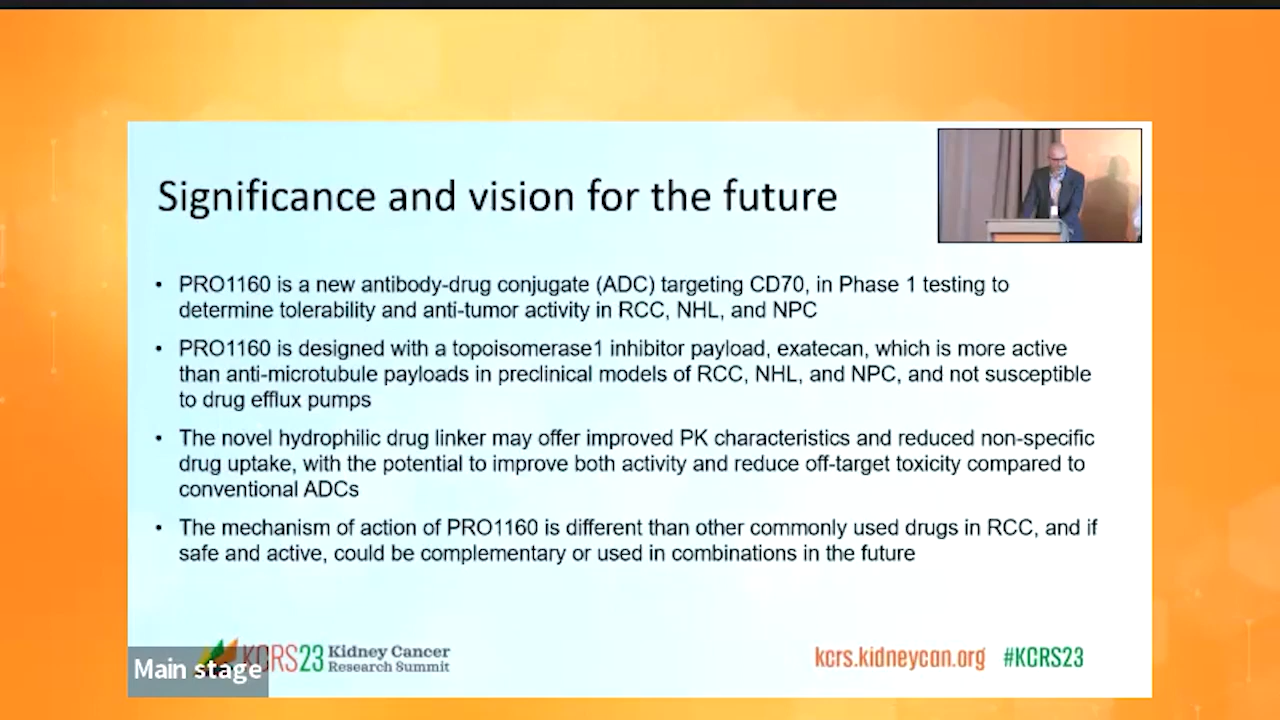 Significance and vision for the future
• PRO1160 is a new antibody-drug conjugate (ADC) targeting CD70, in Phase 1 testing to
determine tolerability and anti-tumor activity in RCC, NHL, and NPC
• PRO1160 is designed with a topoisomerase1 inhibitor payload, exatecan, which is more active
than anti-microtubule payloads in preclinical models of RCC, NHL, and NPC, and not susceptible
to drug efflux pumps
• The novel hydrophilic drug linker may offer improved PK characteristics and reduced non-specific
drug uptake, with the potential to improve both activity and reduce off-target toxicity compared to
conventional ADCs
• The mechanism of action of PRO1160 is different than other commonly used drugs in RCC, and if
safe and active, could be complementary or used in combinations in the future
KCRS23 Kidney Cancer
Research Summit
Main stage
kcrs.kidneycan.org #KCRS23